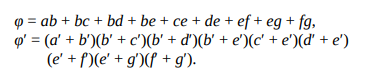 φ = ab + bc + bd + be + ce + de + ef + eg + fg,
φ' = (a' + b')(b' + c')(b' + d')(b' + e')(c' + e')(d' + e')
(e' + f')(e' + g')(f' + g').